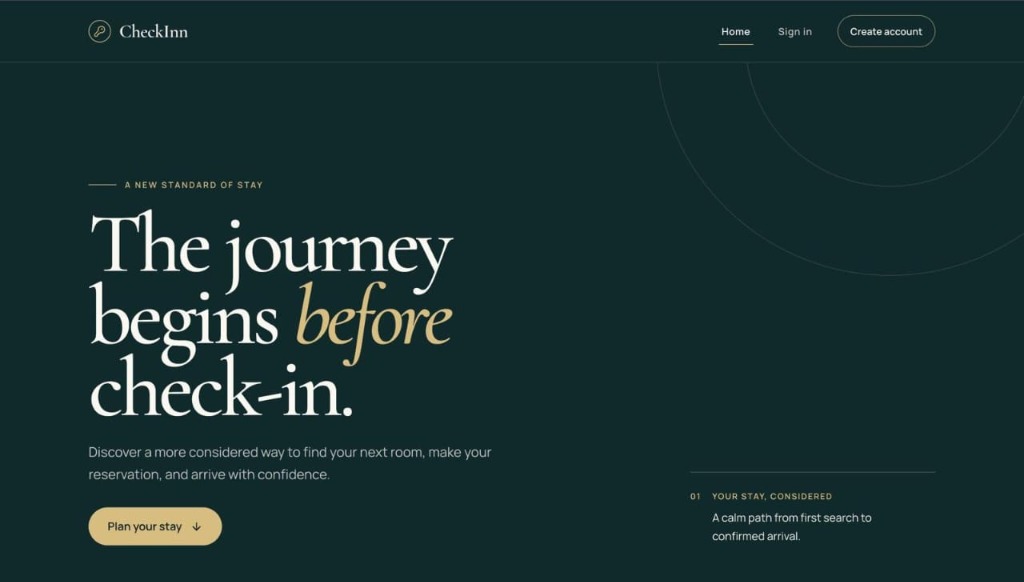 CheckInn
Home
Sign in
Create account
A NEW STANDARD OF STAY
The journey
begins before
check-in.
Discover a more considered way to find your next room, make your
reservation, and arrive with confidence.
Plan your stay ↓
01 YOUR STAY, CONSIDERED
A calm path from first search to
confirmed arrival.